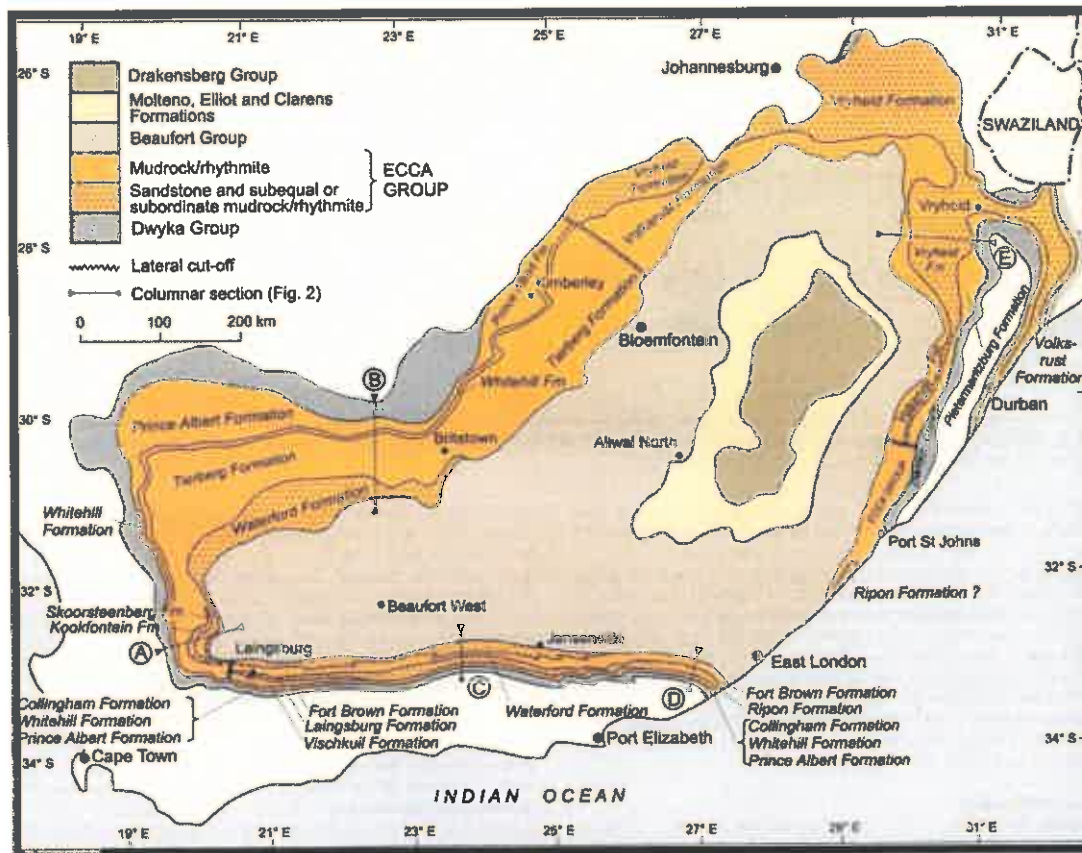 19° E
21° E
23° E
25° E
27° E
29° E
31° E
26° S
28° S
30° S
32° S
34° S
Drakensberg Group
Molteno, Elliot and Clarens
Formations
Beaufort Group
Mudrock/rhythmite
Sandstone and subequal or
subordinate mudrock/rhythmite
ECCA
GROUP
Dwyka Group
Lateral cut-off
Columnar section (Fig. 2)
0 100 200 km
Johannesburg
Vryheid Formation
SWAZILAND
Vryheid
Vryheid
Fm
E
Pietermaritzburg Formation
Volks-
rust
Formation
Durban
Kimberley
Tierberg Formation
Whitehill Fm
Bloemfontein
B
Prince Albert Formation
Tierberg Formation
Waterford Formation
Britstown
Aliwal North
Whitehill
Formation
Port St Johns
32° S
Ripon Formation ?
Skoorsteenberg Fm
Kookfontein Fm
A
Beaufort West
Laingsburg
Jansenville
C
D
East London
Collingham Formation
Whitehill Formation
Prince Albert Formation
Fort Brown Formation
Laingsburg Formation
Vischkuil Formation
Waterford Formation
Port Elizabeth
Fort Brown Formation
Ripon Formation
Collingham Formation
Whitehill Formation
Prince Albert Formation
Cape Town
34° S
INDIAN OCEAN
19° E
21° E
23° E
25° E
27° E
29° E
31° E